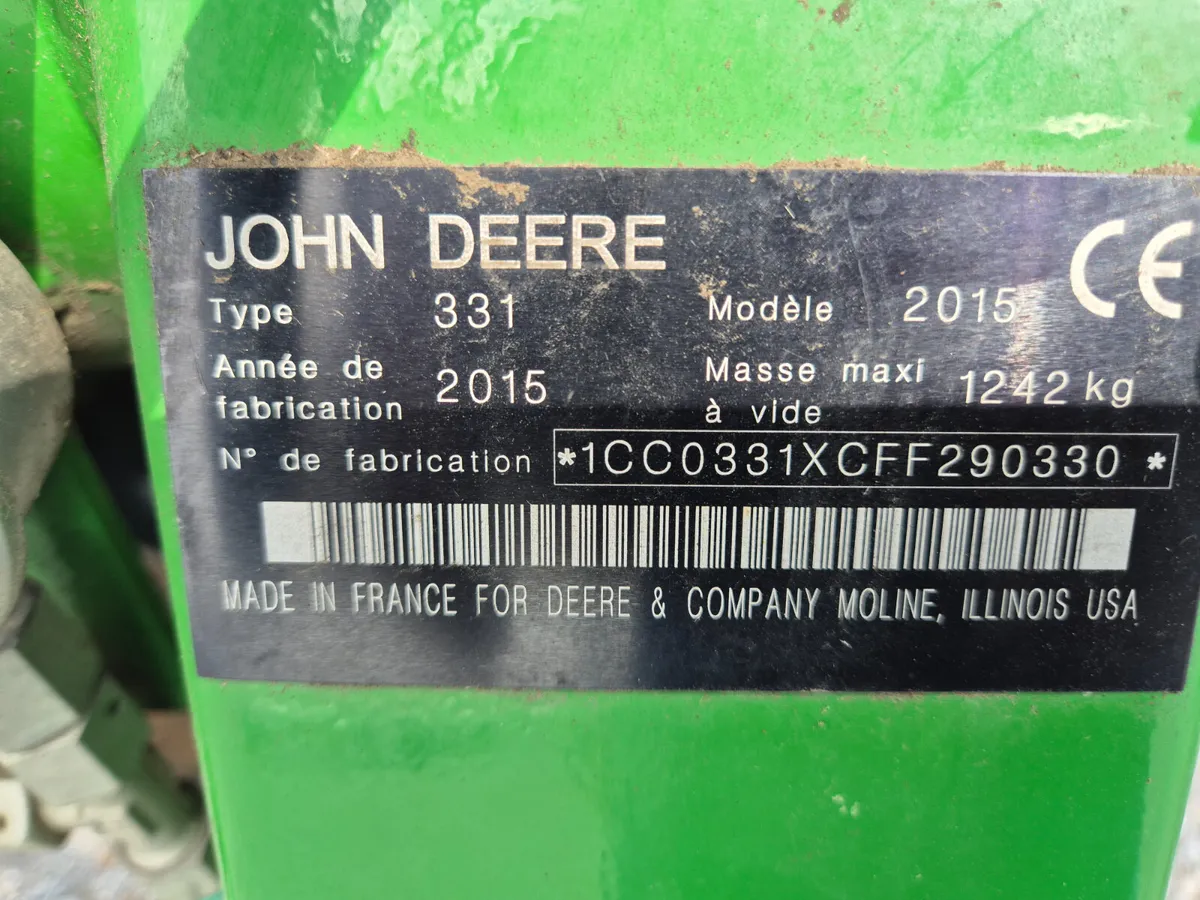 JOHN DEERE CE
Type 331 Modèle 2015
Année de fabrication 2015 Masse maxi à vide 1242 kg
N° de fabrication *1CC0331XCFF290330*
MADE IN FRANCE FOR DEERE & COMPANY MOLINE, ILLINOIS USA